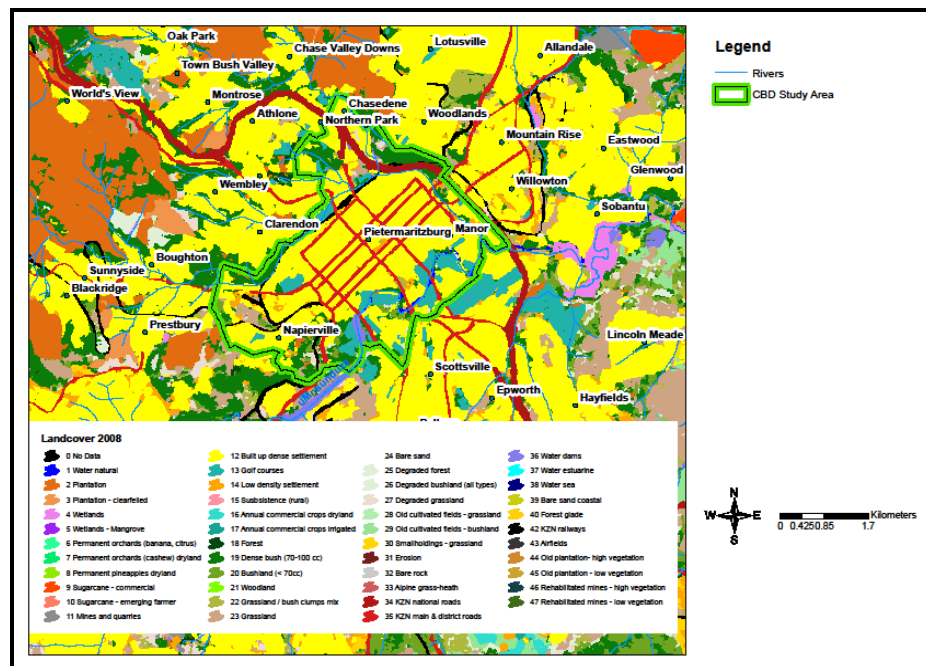 Oak Park
Chase Valley Downs
Lotusville
Allandale
Town Bush Valley
World's View
Montrose
Chasedene
Athlone
Northern Park
Woodlands
Mountain Rise
Eastwood
Glenwood
Wembley
Willowton
Sobantu
Clarendon
Pietermaritzburg
Manor
Boughton
Sunnyside
Blackridge
Prestbury
Napierville
Lincoln Meade
Scottsville
Epworth
Hayfields
Legend
Rivers
CBD Study Area
Landcover 2008
0 No Data
1 Water natural
2 Plantation
3 Plantation - clearfelled
4 Wetlands
5 Wetlands - Mangrove
6 Permanent orchards (banana, citrus)
7 Permanent orchards (cashew) dryland
8 Permanent pineapples dryland
9 Sugarcane - commercial
10 Sugarcane - emerging farmer
11 Mines and quarries
12 Built up dense settlement
13 Golf courses
14 Low density settlement
15 Subsistence (rural)
16 Annual commercial crops dryland
17 Annual commercial crops irrigated
18 Forest
19 Dense bush (70-100 cc)
20 Bushland (< 70cc)
21 Woodland
22 Grassland / bush clumps mix
23 Grassland
24 Bare sand
25 Degraded forest
26 Degraded bushland (all types)
27 Degraded grassland
28 Old cultivated fields - grassland
29 Old cultivated fields - bushland
30 Smallholdings - grassland
31 Erosion
32 Bare rock
33 Alpine grass-heath
34 KZN national roads
35 KZN main & district roads
36 Water dams
37 Water estuarine
38 Water sea
39 Bare sand coastal
40 Forest glade
42 KZN railways
43 Airfields
44 Old plantation- high vegetation
45 Old plantation - low vegetation
46 Rehabilitated mines - high vegetation
47 Rehabilitated mines - low vegetation
N
W
E
S
Kilometers
0 0.425 0.85 1.7